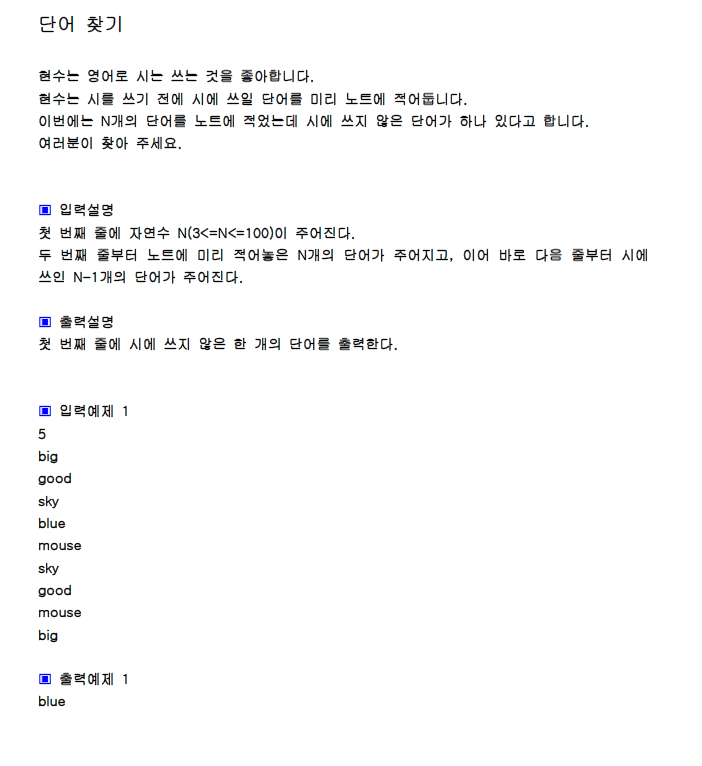 단어 찾기
현수는 영어로 시는 쓰는 것을 좋아합니다.
현수는 시를 쓰기 전에 시에 쓰일 단어를 미리 노트에 적어둡니다.
이번에는 N개의 단어를 노트에 적었는데 시에 쓰지 않은 단어가 하나 있다고 합니다.
여러분이 찾아 주세요.
▣ 입력설명
첫 번째 줄에 자연수 N(3<=N<=100)이 주어진다.
두 번째 줄부터 노트에 미리 적어놓은 N개의 단어가 주어지고, 이어 바로 다음 줄부터 시에
쓰인 N-1개의 단어가 주어진다.
▣ 출력설명
첫 번째 줄에 시에 쓰지 않은 한 개의 단어를 출력한다.
▣ 입력예제 1
5
big
good
sky
blue
mouse
sky
good
mouse
big
▣ 출력예제 1
blue